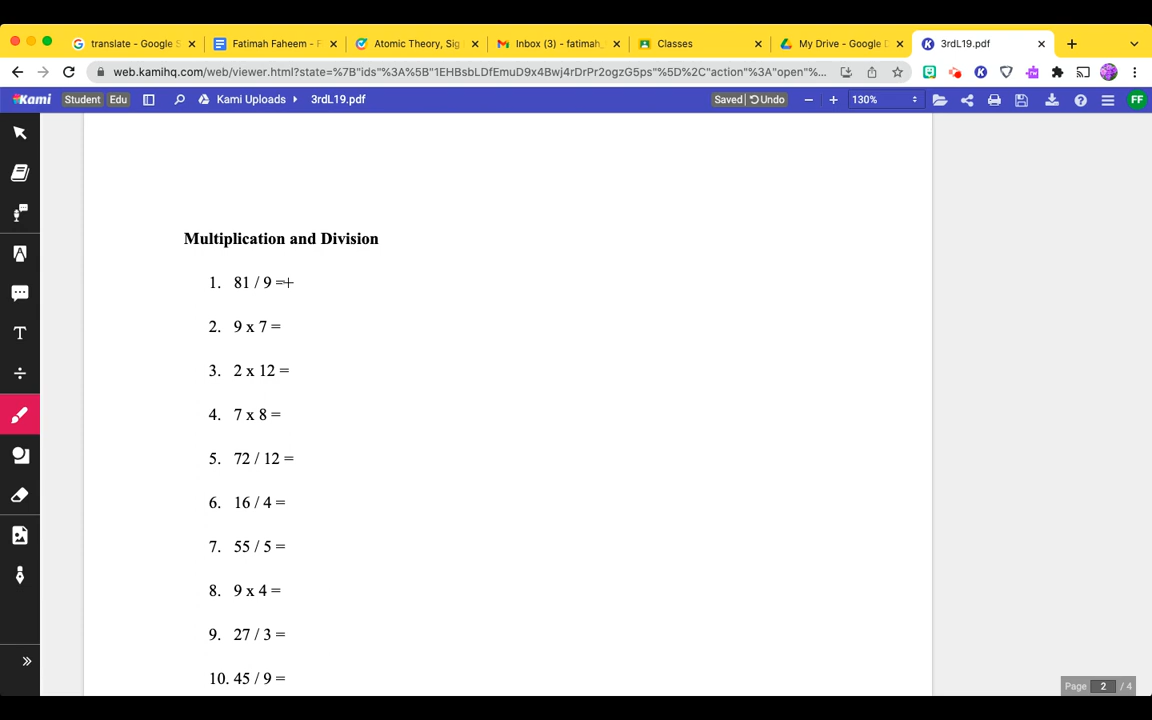 translate - Google S
Fatimah Faheem - F
Atomic Theory, Sig
Inbox (3) - fatimah_
Classes
My Drive - Google D
3rdL19.pdf
web.kamihq.com/web/viewer.html?state=%7B"ids"%3A%5B"1EHBsbLDfEmuD9x4Bwj4rDrPr2ogzG5ps"%5D%2C"action"%3A"open"%...
Kami Student Edu Kami Uploads 3rdL19.pdf Saved Undo 130% FF
Multiplication and Division
1. 81 / 9 =
2. 9 x 7 =
3. 2 x 12 =
4. 7 x 8 =
5. 72 / 12 =
6. 16 / 4 =
7. 55 / 5 =
8. 9 x 4 =
9. 27 / 3 =
10. 45 / 9 =
Page 2 / 4